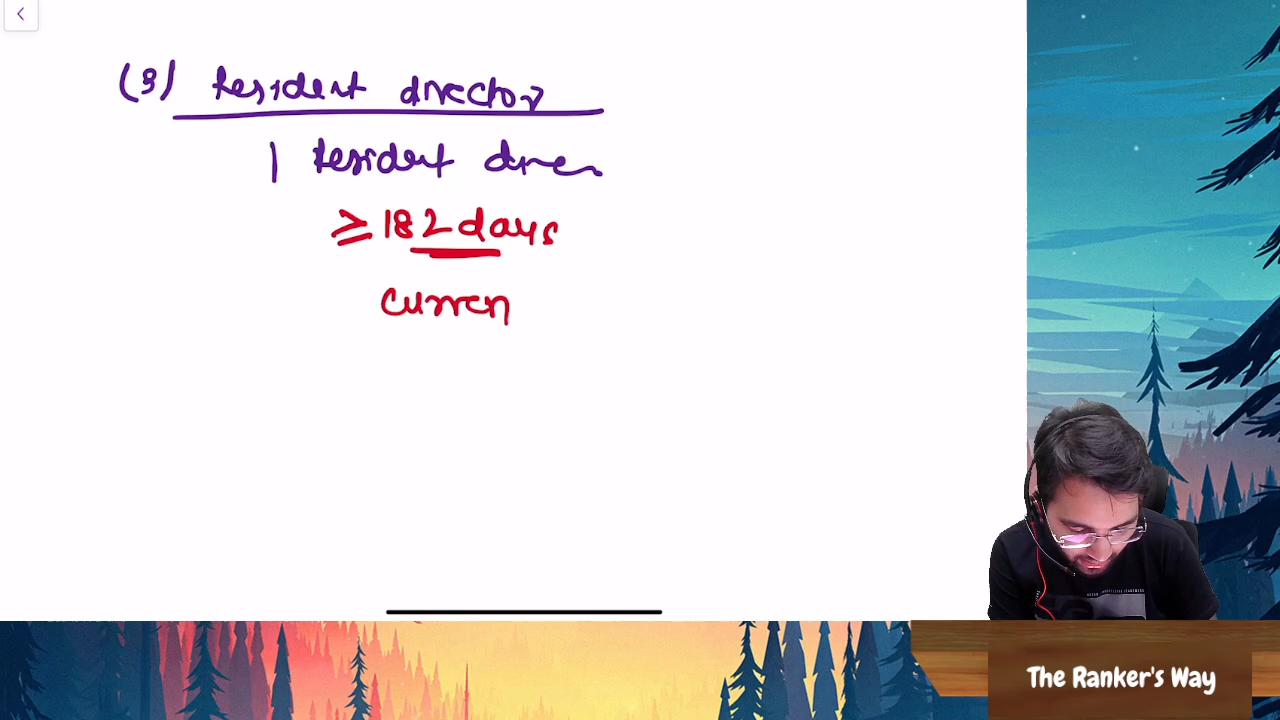 (3) Resident director
1 Resident direc
≥ 182 days
curren
The Ranker's Way